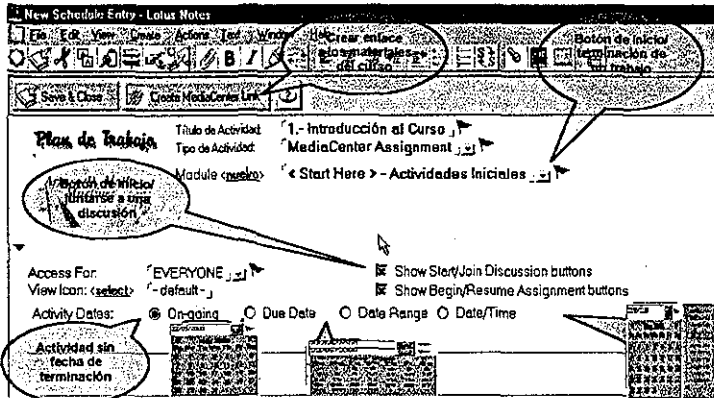 New Schedule Entry - Lotus Notes
File Edit View Create Actions Text Window Help
Crear enlace
a los materiales
del curso
Botón de inicio/
terminación de
un trabajo
B I
Save & Close Create MediaCenter Link
Plan de Trabajo
Título de Actividad: 1.- Introducción al Curso
Tipo de Actividad: MediaCenter Assignment
Module <nuevo> < Start Here > - Actividades Iniciales
Botón de inicio/
juntarse a una
discusión
Access For: EVERYONE
Show Start/Join Discussion buttons
View Icon: <select> - default -
Show Begin/Resume Assignment buttons
Activity Dates: On-going Due Date Date Range Date/Time
Actividad sin
fecha de
terminación